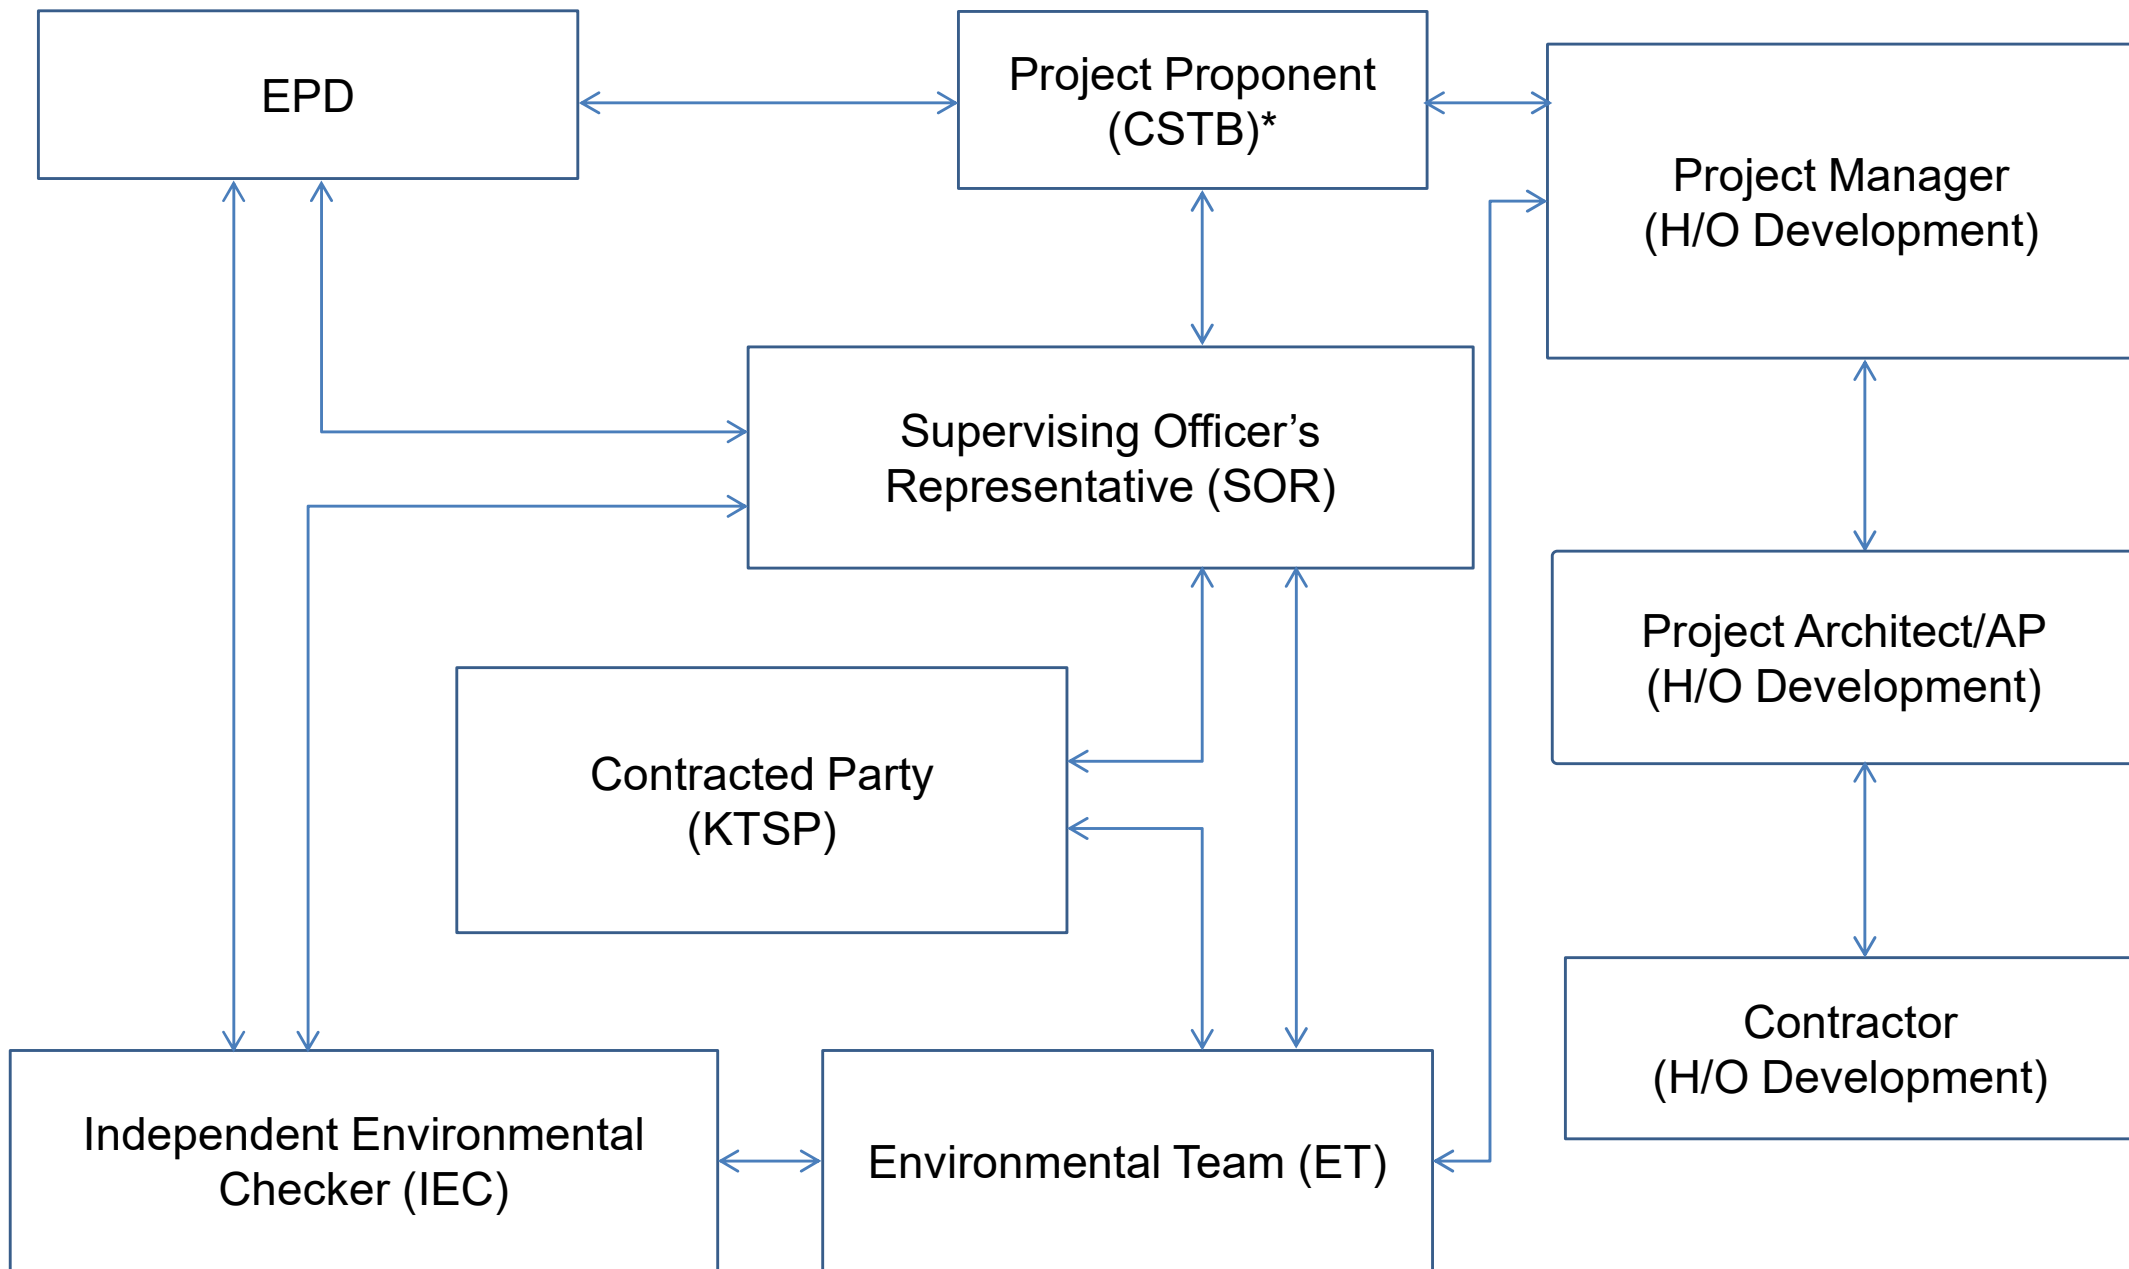 EPD
Project Proponent
(CSTB)*
Project Manager
(H/O Development)
Supervising Officer’s
Representative (SOR)
Project Architect/AP
(H/O Development)
Contracted Party
(KTSP)
Contractor
(H/O Development)
Independent Environmental
Checker (IEC)
Environmental Team (ET)